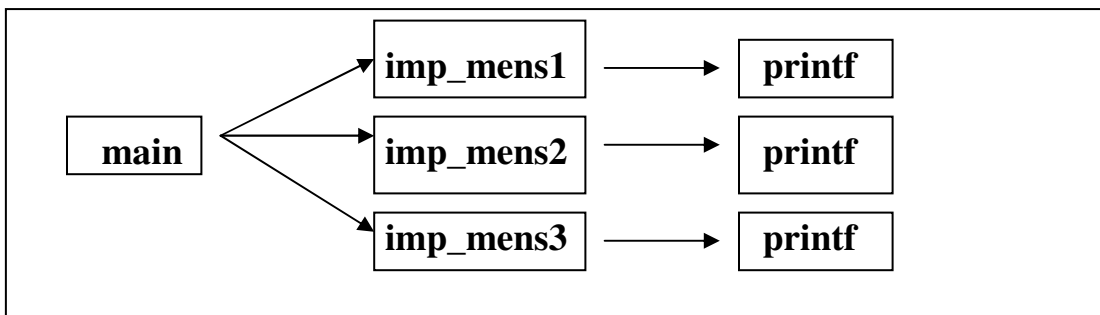 imp_mens1 printf
main imp_mens2 printf
imp_mens3 printf